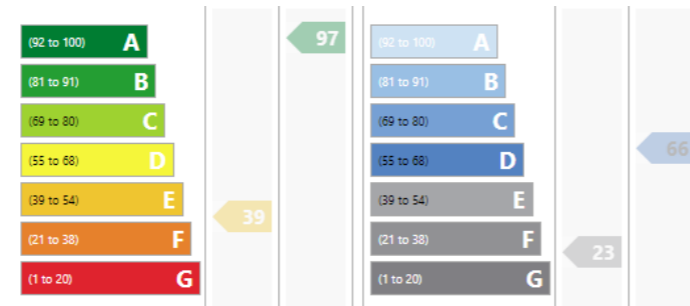 (92 to 100) A
(81 to 91) B
(69 to 80) C
(55 to 68) D
(39 to 54) E
(21 to 38) F
(1 to 20) G
39
97
(92 to 100) A
(81 to 91) B
(69 to 80) C
(55 to 68) D
(39 to 54) E
(21 to 38) F
(1 to 20) G
23
66